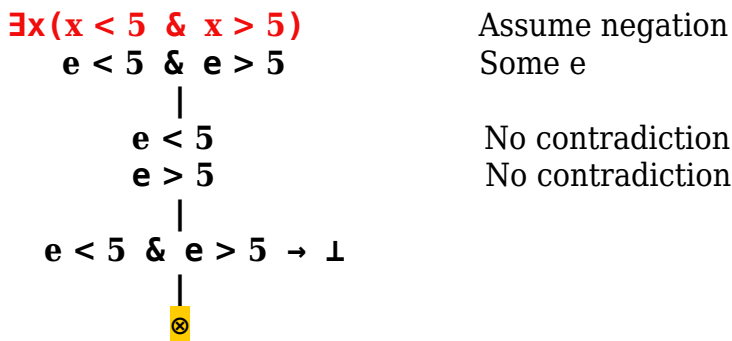 ∃x(x < 5 & x > 5) Assume negation
e < 5 & e > 5 Some e
|
e < 5 No contradiction
e > 5 No contradiction
|
e < 5 & e > 5 → ⊥
|
⊗